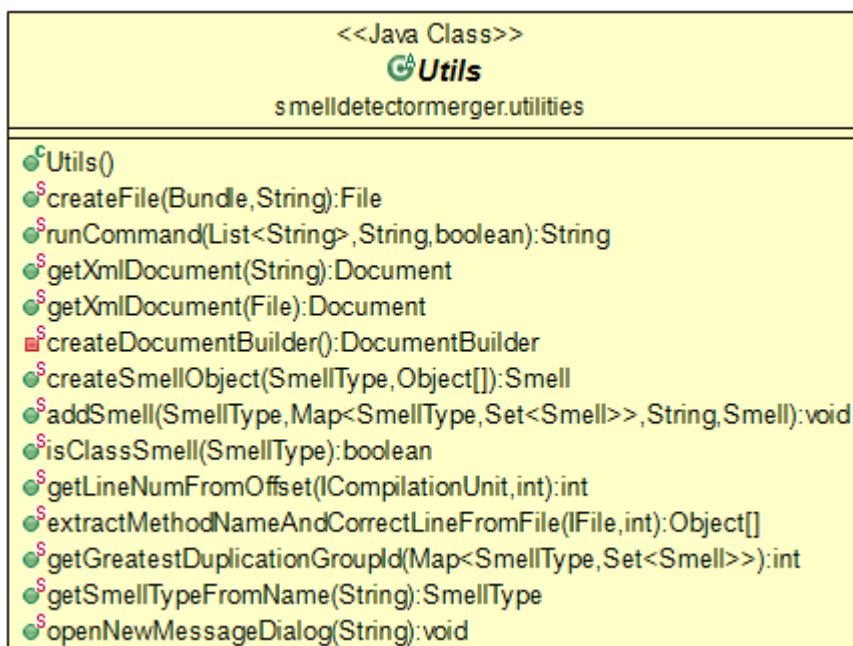 <<Java Class>>
Utils
smelldetectormerger.utilities
Utils()
createFile(Bundle,String):File
runCommand(List<String>,String,boolean):String
getXmlDocument(String):Document
getXmlDocument(File):Document
createDocumentBuilder():DocumentBuilder
createSmellObject(SmellType,Object[]):Smell
addSmell(SmellType,Map<SmellType,Set<Smell>>,String,Smell):void
isClassSmell(SmellType):boolean
getLineNumFromOffset(ICompilationUnit,int):int
extractMethodNameAndCorrectLineFromFile(IFile,int):Object[]
getGreatestDuplicationGroupId(Map<SmellType,Set<Smell>>):int
getSmellTypeFromName(String):SmellType
openNewMessageDialog(String):void